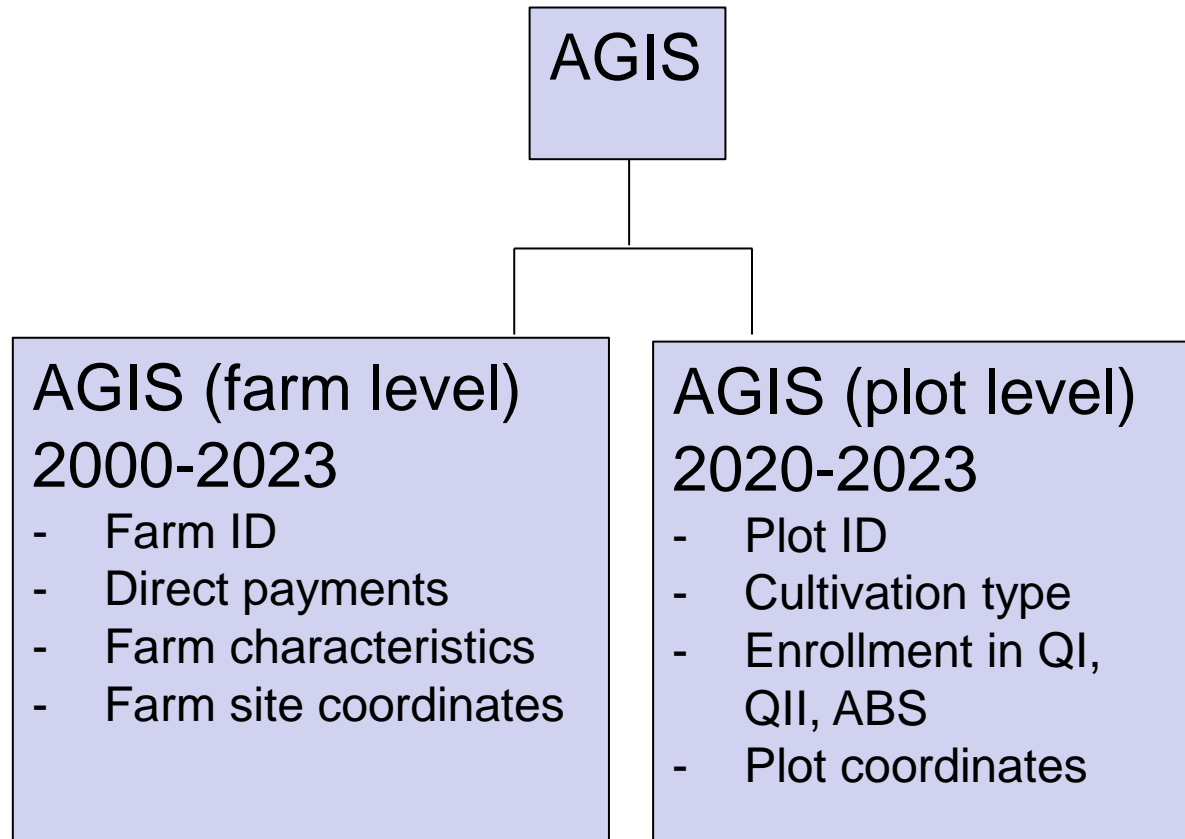 AGIS
AGIS (farm level)
2000-2023
- Farm ID
- Direct payments
- Farm characteristics
- Farm site coordinates
AGIS (plot level)
2020-2023
- Plot ID
- Cultivation type
- Enrollment in QI,
QII, ABS
- Plot coordinates